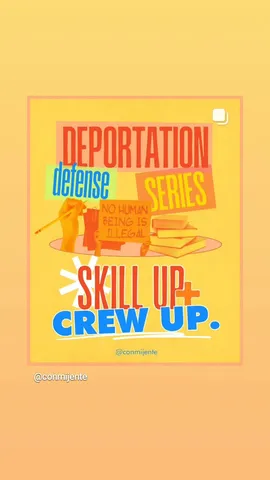 DEPORTATION
defense
SERIES
NO HUMAN
BEING IS
ILLEGAL
SKILL UP+
CREW UP.
@conmijente
@conmijente